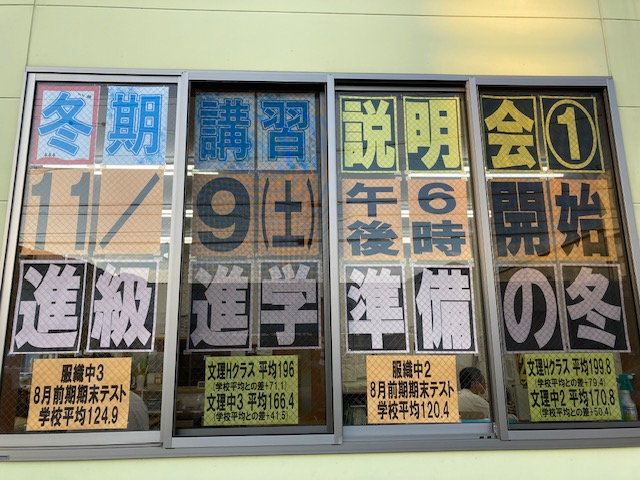 冬期講習説明会①
11/9(土)午後6時開始
進級進学準備の冬
服織中3
8月前期期末テスト
学校平均124.9
文理Hクラス 平均196
(学校平均との差+71.1)
文理中3 平均166.4
(学校平均との差+41.5)
服織中2
8月前期期末テスト
学校平均120.4
文理Hクラス 平均199.8
(学校平均との差+79.4)
文理中2 平均170.8
(学校平均との差+50.4)